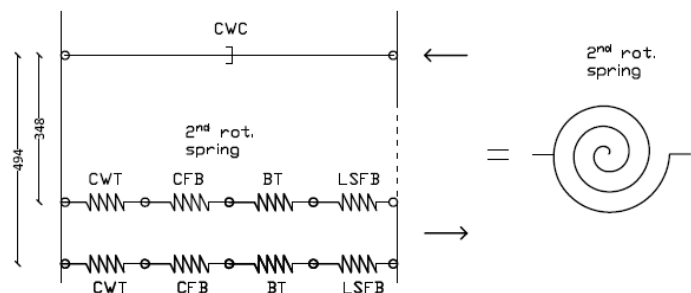 CWC
2nd rot.
spring
2nd rot.
spring
348
494
CWT CFB BT LSFB
=
CWT CFB BT LSFB